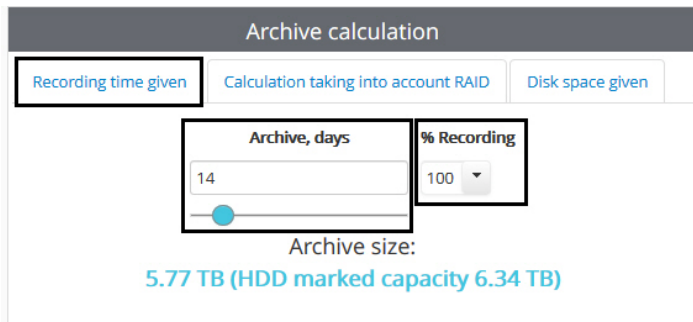 Archive calculation
Recording time given Calculation taking into account RAID Disk space given
Archive, days % Recording
14 100
Archive size:
5.77 TB (HDD marked capacity 6.34 TB)